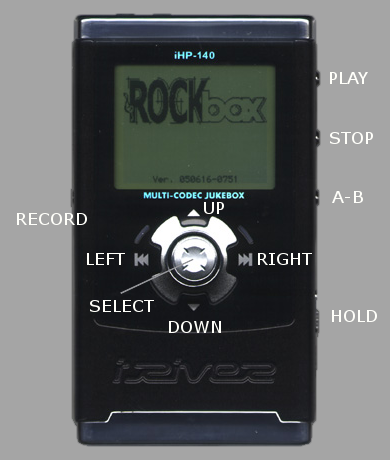 iHP-140
ROCKbox
PLAY
STOP
Ver. 050616-0751
MULTI-CODEC JUKEBOX
A-B
UP
RECORD
LEFT
RIGHT
SELECT
HOLD
DOWN
iriver